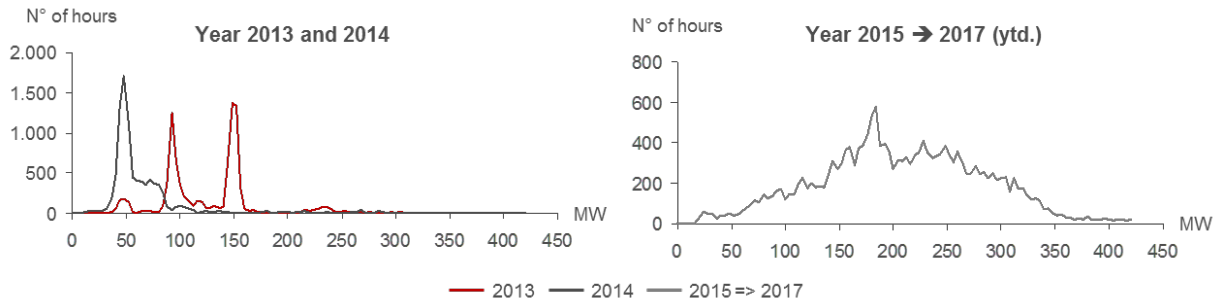 N° of hours
Year 2013 and 2014
2.000
1.500
1.000
500
0
0 50 100 150 200 250 300 350 400 450
MW
N° of hours
Year 2015 ➔ 2017 (ytd.)
800
600
400
200
0
0 50 100 150 200 250 300 350 400 450
MW
2013 2014 2015 => 2017